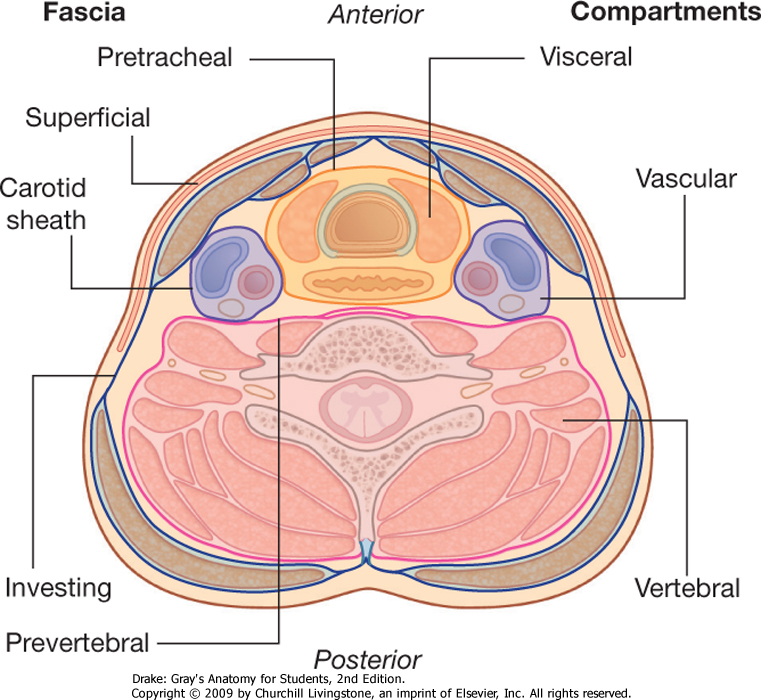 Fascia
Anterior
Compartments
Pretracheal
Visceral
Superficial
Vascular
Carotid
sheath
Investing
Vertebral
Prevertebral
Posterior
Drake: Gray's Anatomy for Students, 2nd Edition.
Copyright © 2009 by Churchill Livingstone, an imprint of Elsevier, Inc. All rights reserved.